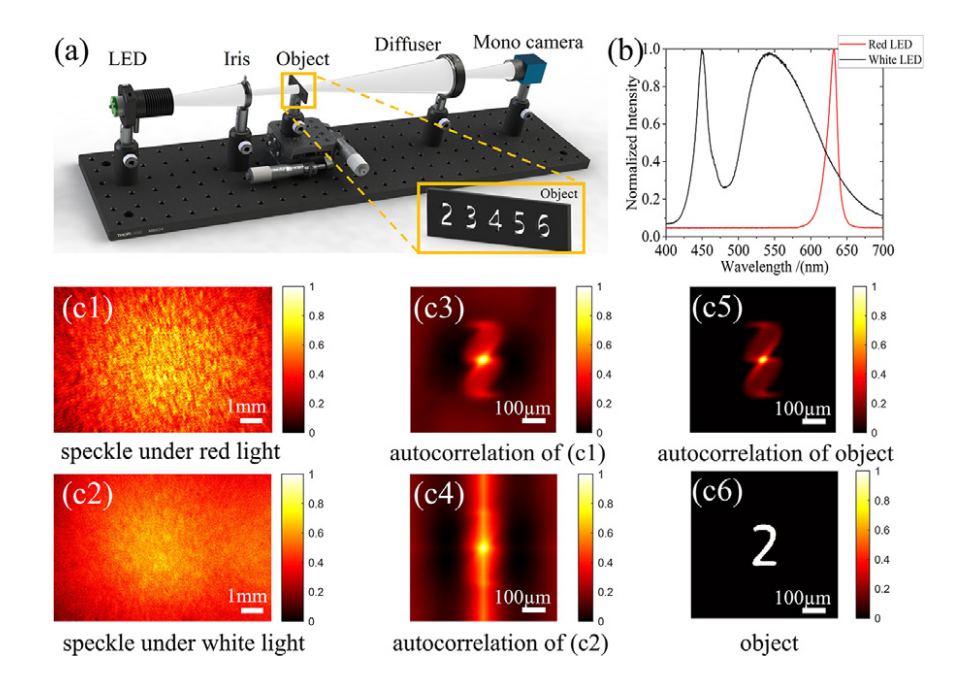 (a)
LED
Iris
Object
Diffuser
Mono camera
Object
2 3 4 5 6
THORLABS
(b)
Red LED
White LED
Normalized Intensity
1.0
0.8
0.6
0.4
0.2
0.0
400 450 500 550 600 650 700
Wavelength /(nm)
(c1)
1mm
1
0.8
0.6
0.4
0.2
0
speckle under red light
(c3)
100μm
1
0.8
0.6
0.4
0.2
0
autocorrelation of (c1)
(c5)
100μm
1
0.8
0.6
0.4
0.2
0
autocorrelation of object
(c2)
1mm
1
0.8
0.6
0.4
0.2
0
speckle under white light
(c4)
100μm
1
0.8
0.6
0.4
0.2
0
autocorrelation of (c2)
(c6)
2
100μm
1
0.8
0.6
0.4
0.2
0
object